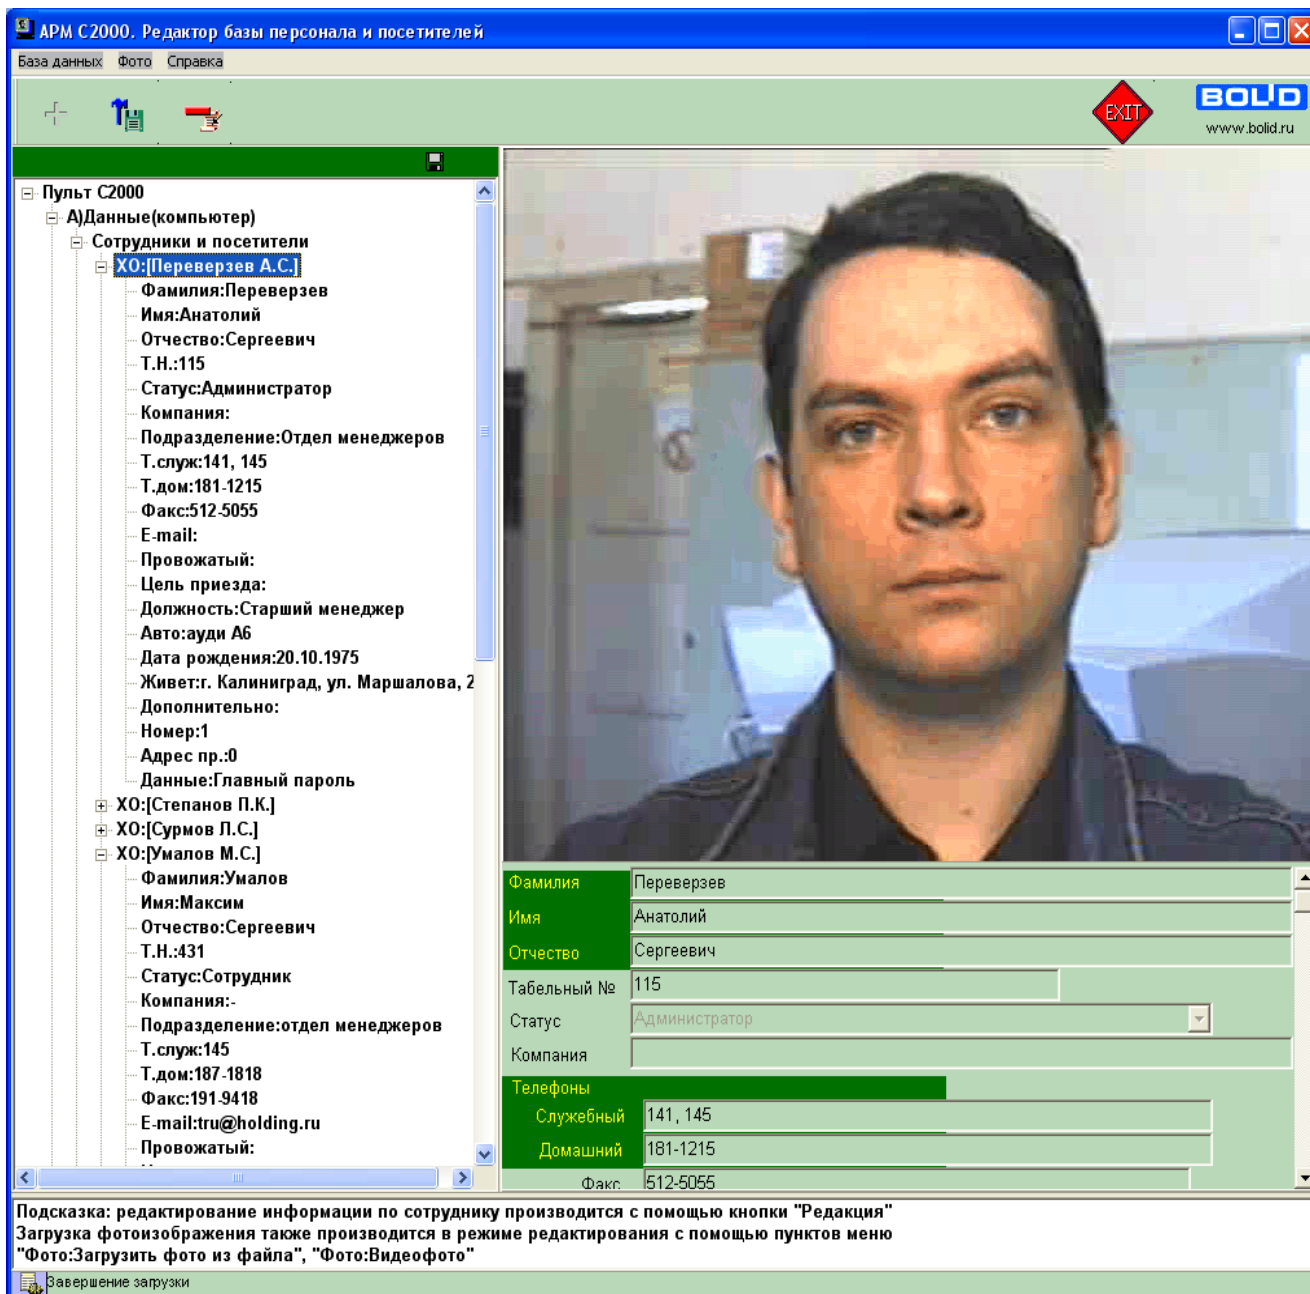 АРМ С2000. Редактор базы персонала и посетителей
База данных Фото Справка
EXIT
BOLID
www.bolid.ru
Пульт С2000
А)Данные(компьютер)
Сотрудники и посетители
ХО:[Переверзев А.С.]
Фамилия:Переверзев
Имя:Анатолий
Отчество:Сергеевич
Т.Н.:115
Статус:Администратор
Компания:
Подразделение:Отдел менеджеров
Т.служ:141, 145
Т.дом:181-1215
Факс:512-5055
E-mail:
Провожатый:
Цель приезда:
Должность:Старший менеджер
Авто:ауди А6
Дата рождения:20.10.1975
Живет:г. Калиниград, ул. Маршалова, 2
Дополнительно:
Номер:1
Адрес пр.:0
Данные:Главный пароль
ХО:[Степанов П.К.]
ХО:[Сурмов Л.С.]
ХО:[Умалов М.С.]
Фамилия:Умалов
Имя:Максим
Отчество:Сергеевич
Т.Н.:431
Статус:Сотрудник
Компания:-
Подразделение:отдел менеджеров
Т.служ:145
Т.дом:187-1818
Факс:191-9418
E-mail:tru@holding.ru
Провожатый:
Фамилия Переверзев
Имя Анатолий
Отчество Сергеевич
Табельный № 115
Статус Администратор
Компания
Телефоны
Служебный 141, 145
Домашний 181-1215
Факс 512-5055
Подсказка: редактирование информации по сотруднику производится с помощью кнопки "Редакция"
Загрузка фотоизображения также производится в режиме редактирования с помощью пунктов меню
"Фото:Загрузить фото из файла", "Фото:Видеофото"
Завершение загрузки